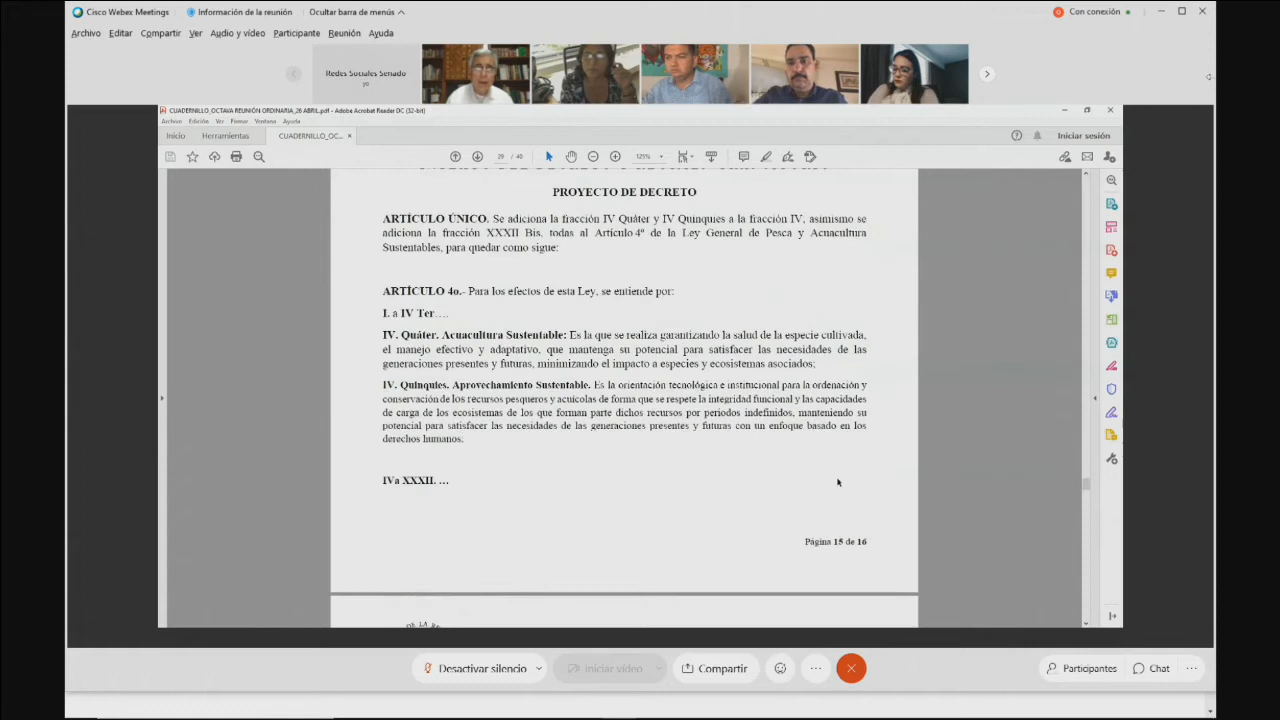 Cisco Webex Meetings
Información de la reunión
Ocultar barra de menús
Con conexión
Archivo Editar Compartir Ver Audio y vídeo Participante Reunión Ayuda
Redes Sociales Senado
yo
CUADERNILLO_OCTAVA REUNIÓN ORDINARIA_26 ABRIL.pdf - Adobe Acrobat Reader DC (32-bit)
Archivo Edición Ver Firmar Ventana Ayuda
Inicio Herramientas CUADERNILLO_OC... × Iniciar sesión
29 / 40 125%
PROYECTO DE DECRETO
ARTÍCULO ÚNICO. Se adiciona la fracción IV Quáter y IV Quinquies a la fracción IV, asimismo se
adiciona la fracción XXXII Bis. todas al Artículo 4º de la Ley General de Pesca y Acuacultura
Sustentables, para quedar como sigue:
ARTÍCULO 4o.- Para los efectos de esta Ley, se entiende por:
I. a IV Ter….
IV. Quáter. Acuacultura Sustentable: Es la que se realiza garantizando la salud de la especie cultivada,
el manejo efectivo y adaptativo, que mantenga su potencial para satisfacer las necesidades de las
generaciones presentes y futuras, minimizando el impacto a especies y ecosistemas asociados;
IV. Quinquies. Aprovechamiento Sustentable. Es la orientación tecnológica e institucional para la ordenación y
conservación de los recursos pesqueros y acuícolas de forma que se respete la integridad funcional y las capacidades
de carga de los ecosistemas de los que forman parte dichos recursos por periodos indefinidos, manteniendo su
potencial para satisfacer las necesidades de las generaciones presentes y futuras con un enfoque basado en los
derechos humanos.
IVa XXXII. …
Página 15 de 16
Desactivar silencio
Iniciar vídeo
Compartir
Participantes
Chat